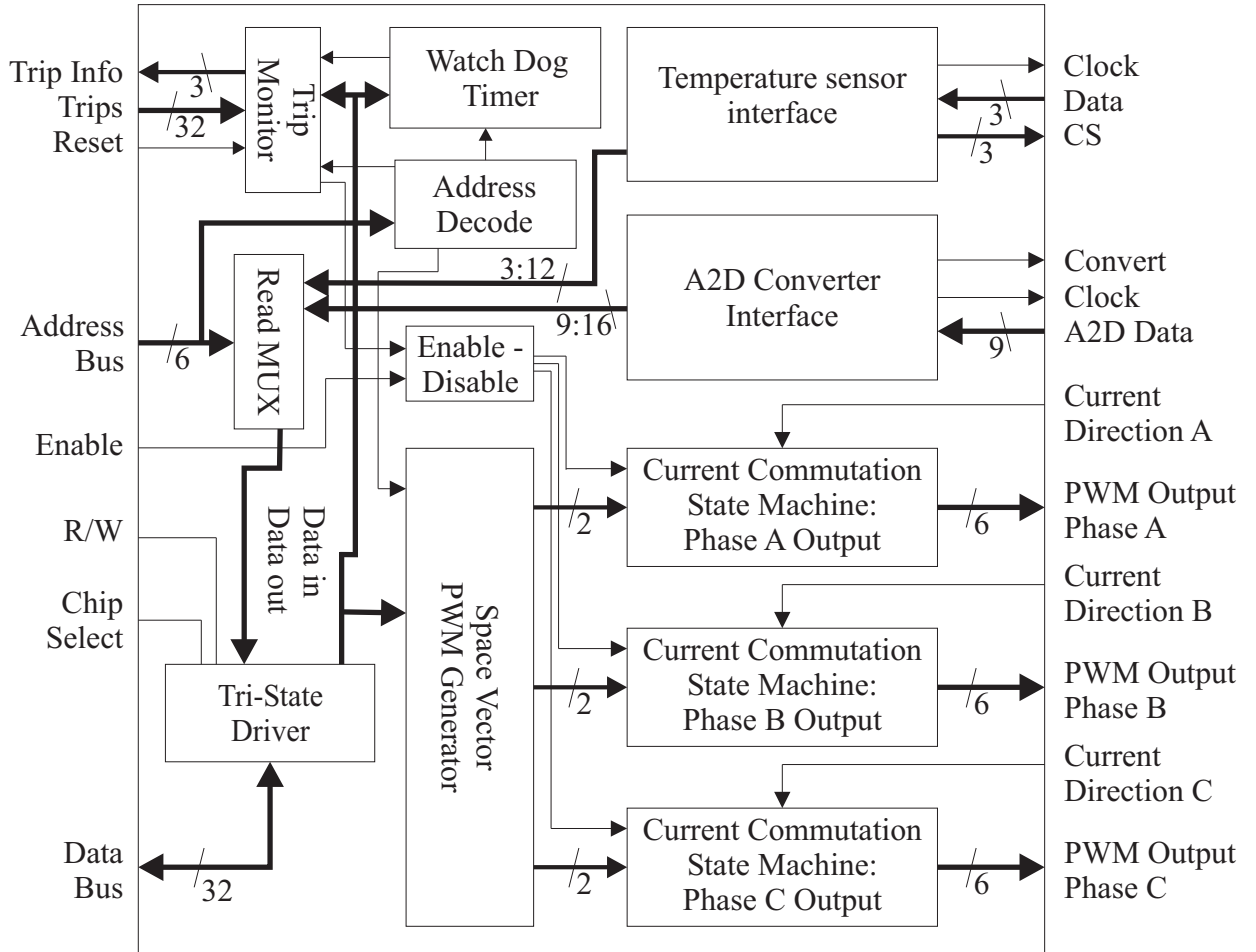 Trip Info
Trips
Reset
3
32
Trip
Monitor
Watch Dog
Timer
Address
Decode
Temperature sensor
interface
Clock
Data
CS
3
3
A2D Converter
Interface
Convert
Clock
A2D Data
9
3:12
9:16
Read MUX
Address
Bus
6
Enable -
Disable
Enable
R/W
Chip
Select
Data in
Data out
Tri-State
Driver
Data
Bus
32
Space Vector
PWM Generator
2
2
2
Current Commutation
State Machine:
Phase A Output
Current
Direction A
6
PWM Output
Phase A
Current Commutation
State Machine:
Phase B Output
Current
Direction B
6
PWM Output
Phase B
Current Commutation
State Machine:
Phase C Output
Current
Direction C
6
PWM Output
Phase C